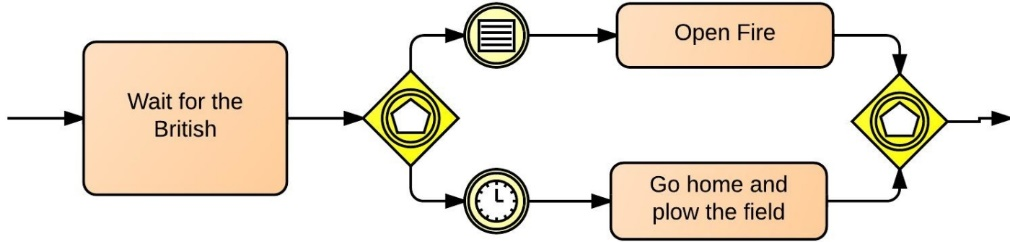 Open Fire
Wait for the
British
Go home and
plow the field